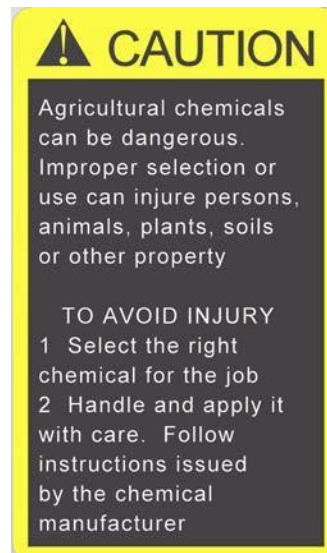 CAUTION
Agricultural chemicals
can be dangerous.
Improper selection or
use can injure persons,
animals, plants, soils
or other property
TO AVOID INJURY
1 Select the right
chemical for the job
2 Handle and apply it
with care. Follow
instructions issued
by the chemical
manufacturer